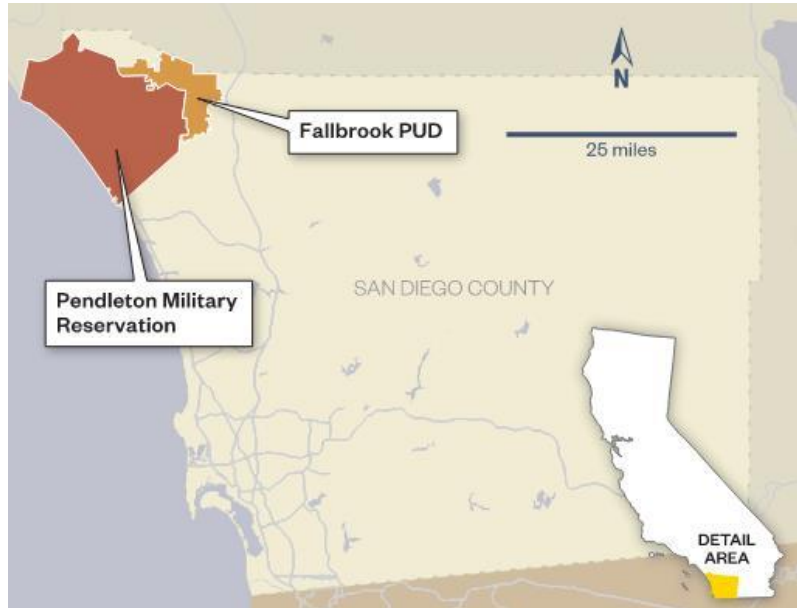 N
Fallbrook PUD
25 miles
SAN DIEGO COUNTY
Pendleton Military
Reservation
DETAIL
AREA